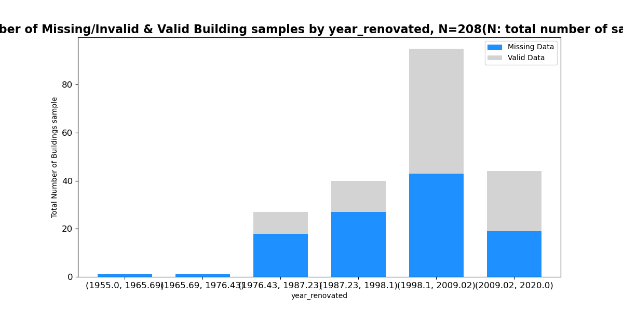 ber of Missing/Invalid & Valid Building samples by year_renovated, N=208(N: total number of sa
Missing Data
Valid Data
Total Number of Buildings sample
80
60
40
20
0
(1955.0, 1965.69] (1965.69, 1976.43] (1976.43, 1987.23] (1987.23, 1998.1] (1998.1, 2009.02] (2009.02, 2020.0)
year_renovated